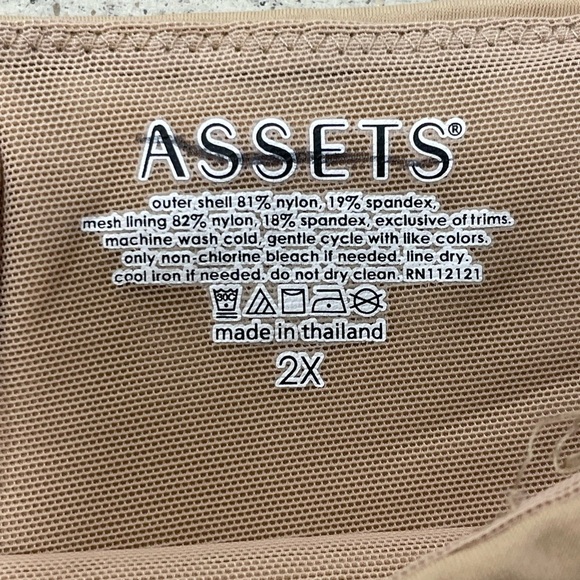 ASSETS®
outer shell 81% nylon, 19% spandex,
mesh lining 82% nylon, 18% spandex, exclusive of trims.
machine wash cold, gentle cycle with like colors.
only non-chlorine bleach if needed. line dry.
cool iron if needed. do not dry clean. RN112121
30C
made in thailand
2X